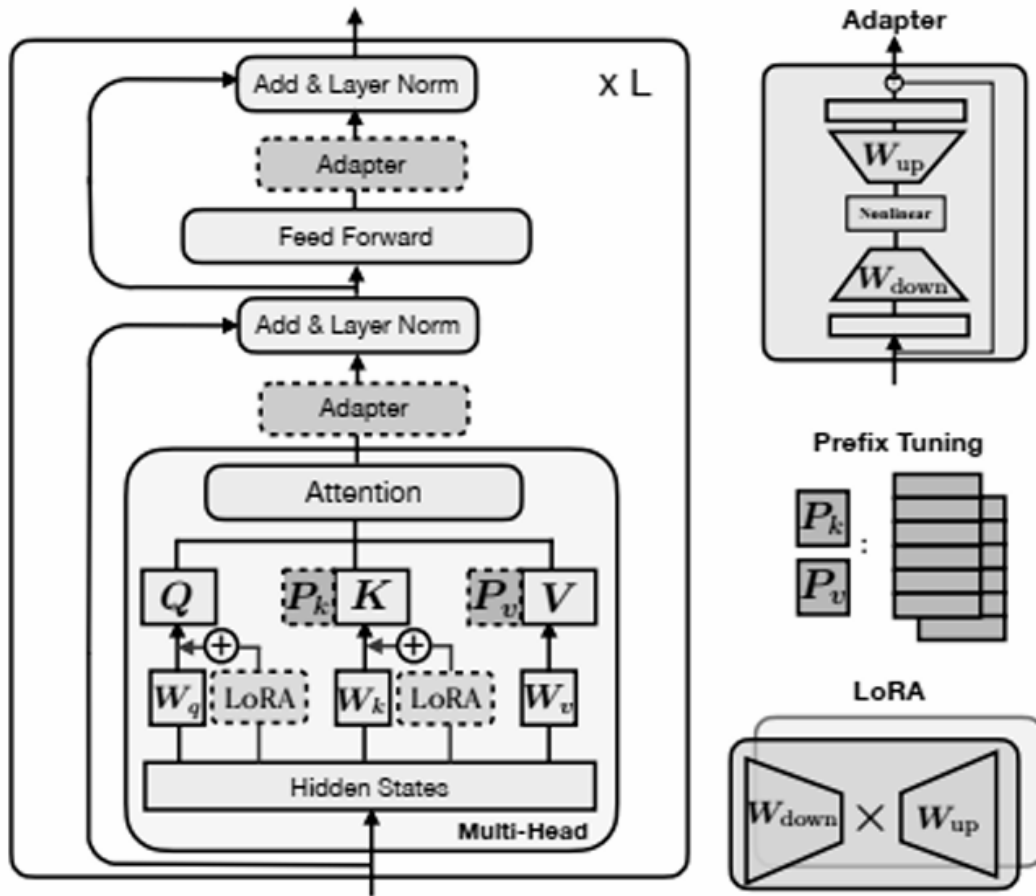 Adapter
Add & Layer Norm
x L
Adapter
W_up
Nonlinear
W_down
Feed Forward
Add & Layer Norm
Adapter
Prefix Tuning
P_k
:
P_v
Attention
Q
P_k K
P_v V
+
+
W_q LoRA W_k LoRA W_v
Hidden States
Multi-Head
LoRA
W_down × W_up